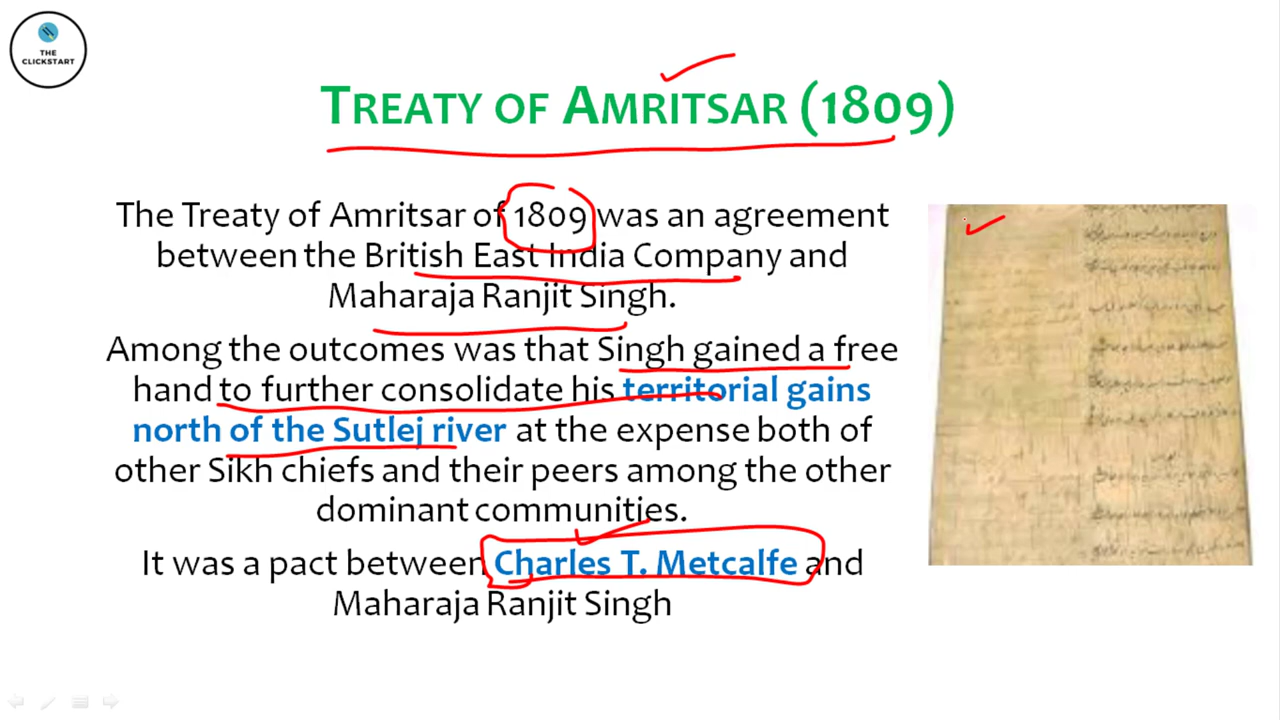 THE
CLICKSTART
TREATY OF AMRITSAR (1809)
The Treaty of Amritsar of 1809 was an agreement
between the British East India Company and
Maharaja Ranjit Singh.
Among the outcomes was that Singh gained a free
hand to further consolidate his territorial gains
north of the Sutlej river at the expense both of
other Sikh chiefs and their peers among the other
dominant communities.
It was a pact between Charles T. Metcalfe and
Maharaja Ranjit Singh